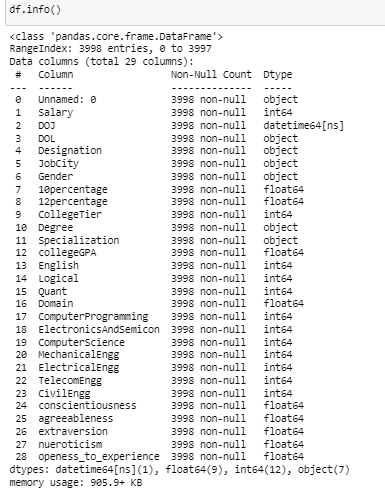 df.info()
<class 'pandas.core.frame.DataFrame'>
RangeIndex: 3998 entries, 0 to 3997
Data columns (total 29 columns):
 #   Column                Non-Null Count  Dtype
---  ------                --------------  -----
 0   Unnamed: 0            3998 non-null   object
 1   Salary                3998 non-null   int64
 2   DOJ                   3998 non-null   datetime64[ns]
 3   DOL                   3998 non-null   object
 4   Designation           3998 non-null   object
 5   JobCity               3998 non-null   object
 6   Gender                3998 non-null   object
 7   10percentage          3998 non-null   float64
 8   12percentage          3998 non-null   float64
 9   CollegeTier           3998 non-null   int64
 10  Degree                3998 non-null   object
 11  Specialization        3998 non-null   object
 12  collegeGPA            3998 non-null   float64
 13  English               3998 non-null   int64
 14  Logical               3998 non-null   int64
 15  Quant                 3998 non-null   int64
 16  Domain                3998 non-null   float64
 17  ComputerProgramming   3998 non-null   int64
 18  ElectronicsAndSemicon 3998 non-null   int64
 19  ComputerScience       3998 non-null   int64
 20  MechanicalEngg        3998 non-null   int64
 21  ElectricalEngg        3998 non-null   int64
 22  TelecomEngg           3998 non-null   int64
 23  CivilEngg             3998 non-null   int64
 24  conscientiousness     3998 non-null   float64
 25  agreeableness         3998 non-null   float64
 26  extraversion          3998 non-null   float64
 27  nueroticism           3998 non-null   float64
 28  openess_to_experience 3998 non-null   float64
dtypes: datetime64[ns](1), float64(9), int64(12), object(7)
memory usage: 905.9+ KB